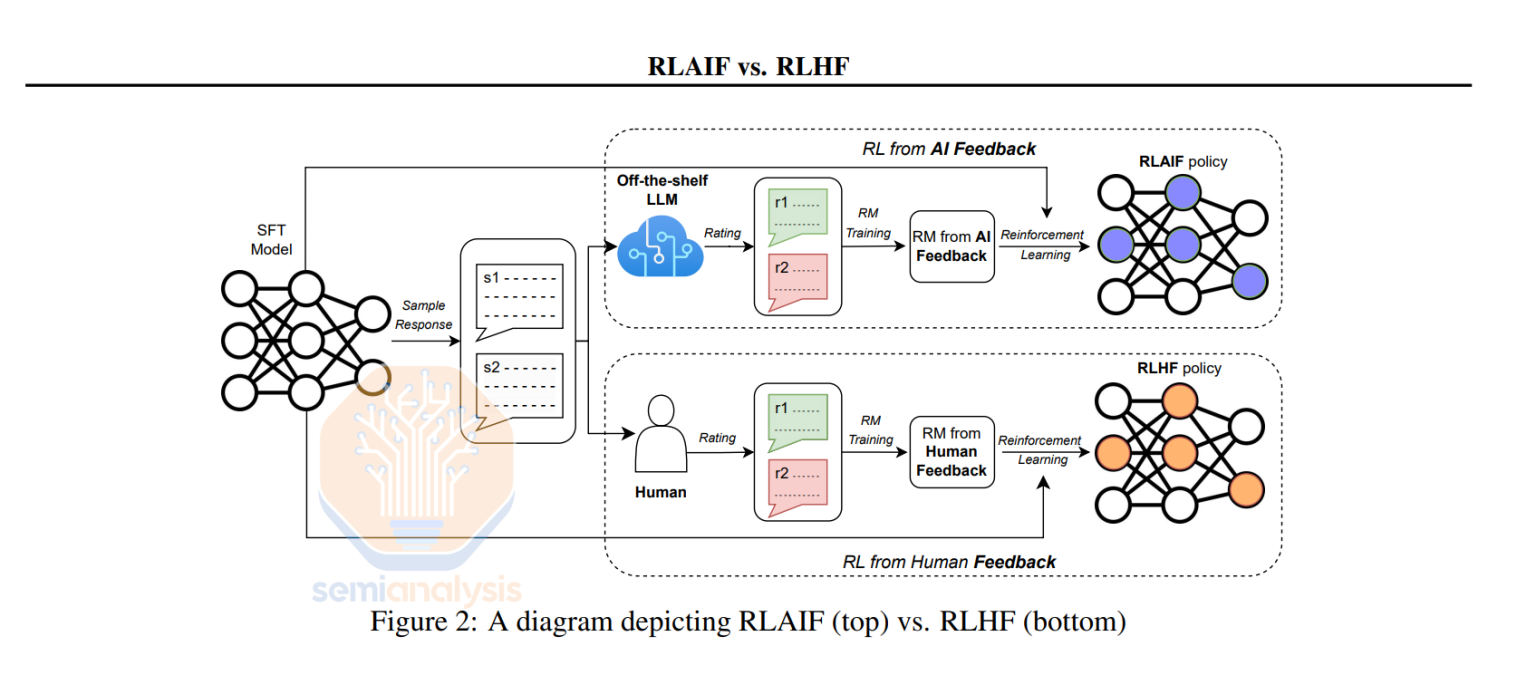 RLAIF vs. RLHF
RL from AI Feedback
RLAIF policy
Off-the-shelf
LLM
SFT
Model
Sample
Response
s1 - - - - - -
- - - - - - -
- - - - - - -
s2 - - - - - -
- - - - - - -
- - - - - - -
Rating
r1 ......
..........
r2 ......
..........
RM
Training
RM from AI
Feedback
Reinforcement
Learning
RLHF policy
Human
Rating
r1 ......
..........
r2 ......
..........
RM
Training
RM from
Human
Feedback
Reinforcement
Learning
RL from Human Feedback
semianalysis
Figure 2: A diagram depicting RLAIF (top) vs. RLHF (bottom)